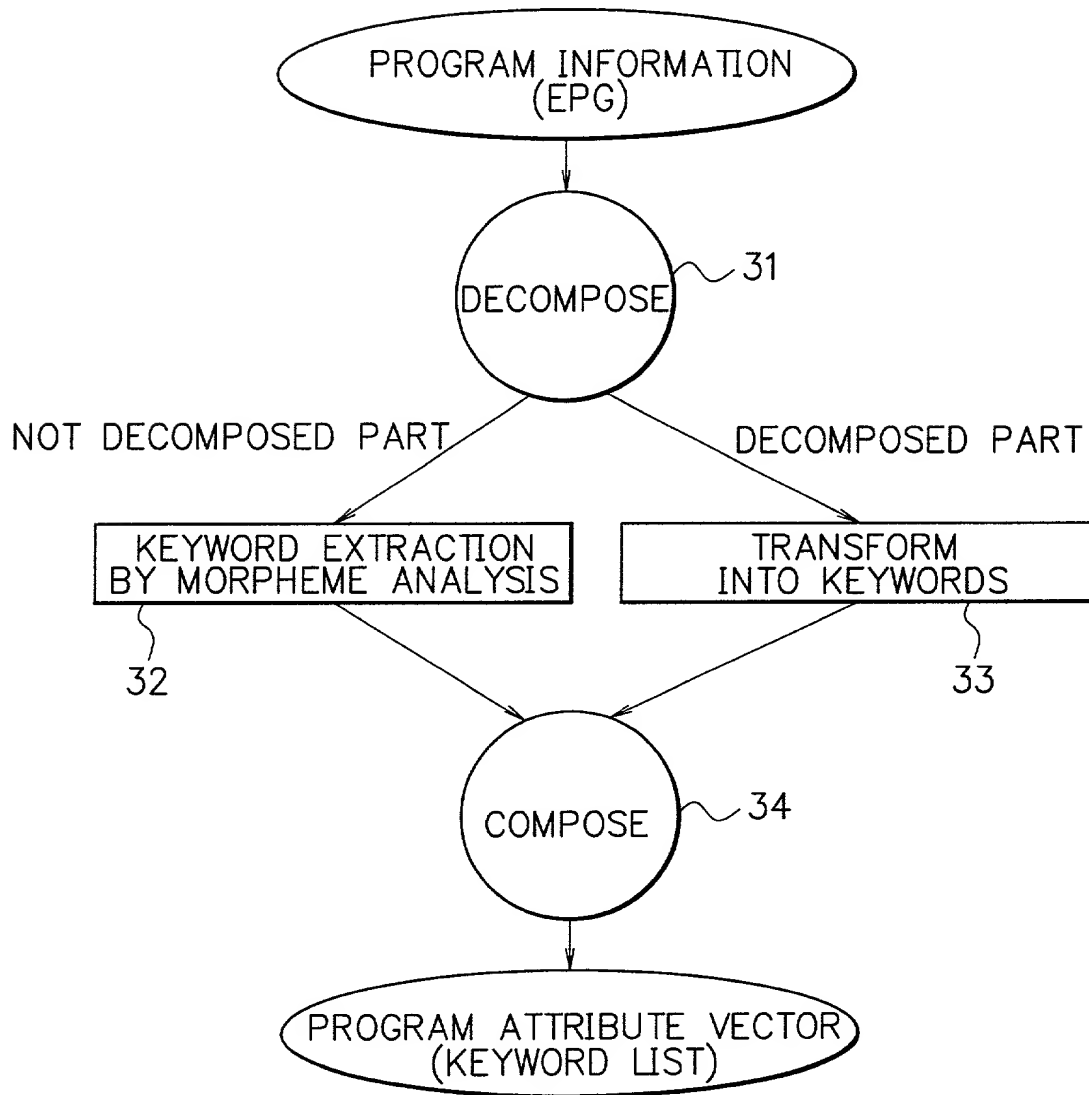 PROGRAM INFORMATION
(EPG)
DECOMPOSE
31
NOT DECOMPOSED PART
DECOMPOSED PART
KEYWORD EXTRACTION
BY MORPHEME ANALYSIS
TRANSFORM
INTO KEYWORDS
32
33
COMPOSE
34
PROGRAM ATTRIBUTE VECTOR
(KEYWORD LIST)